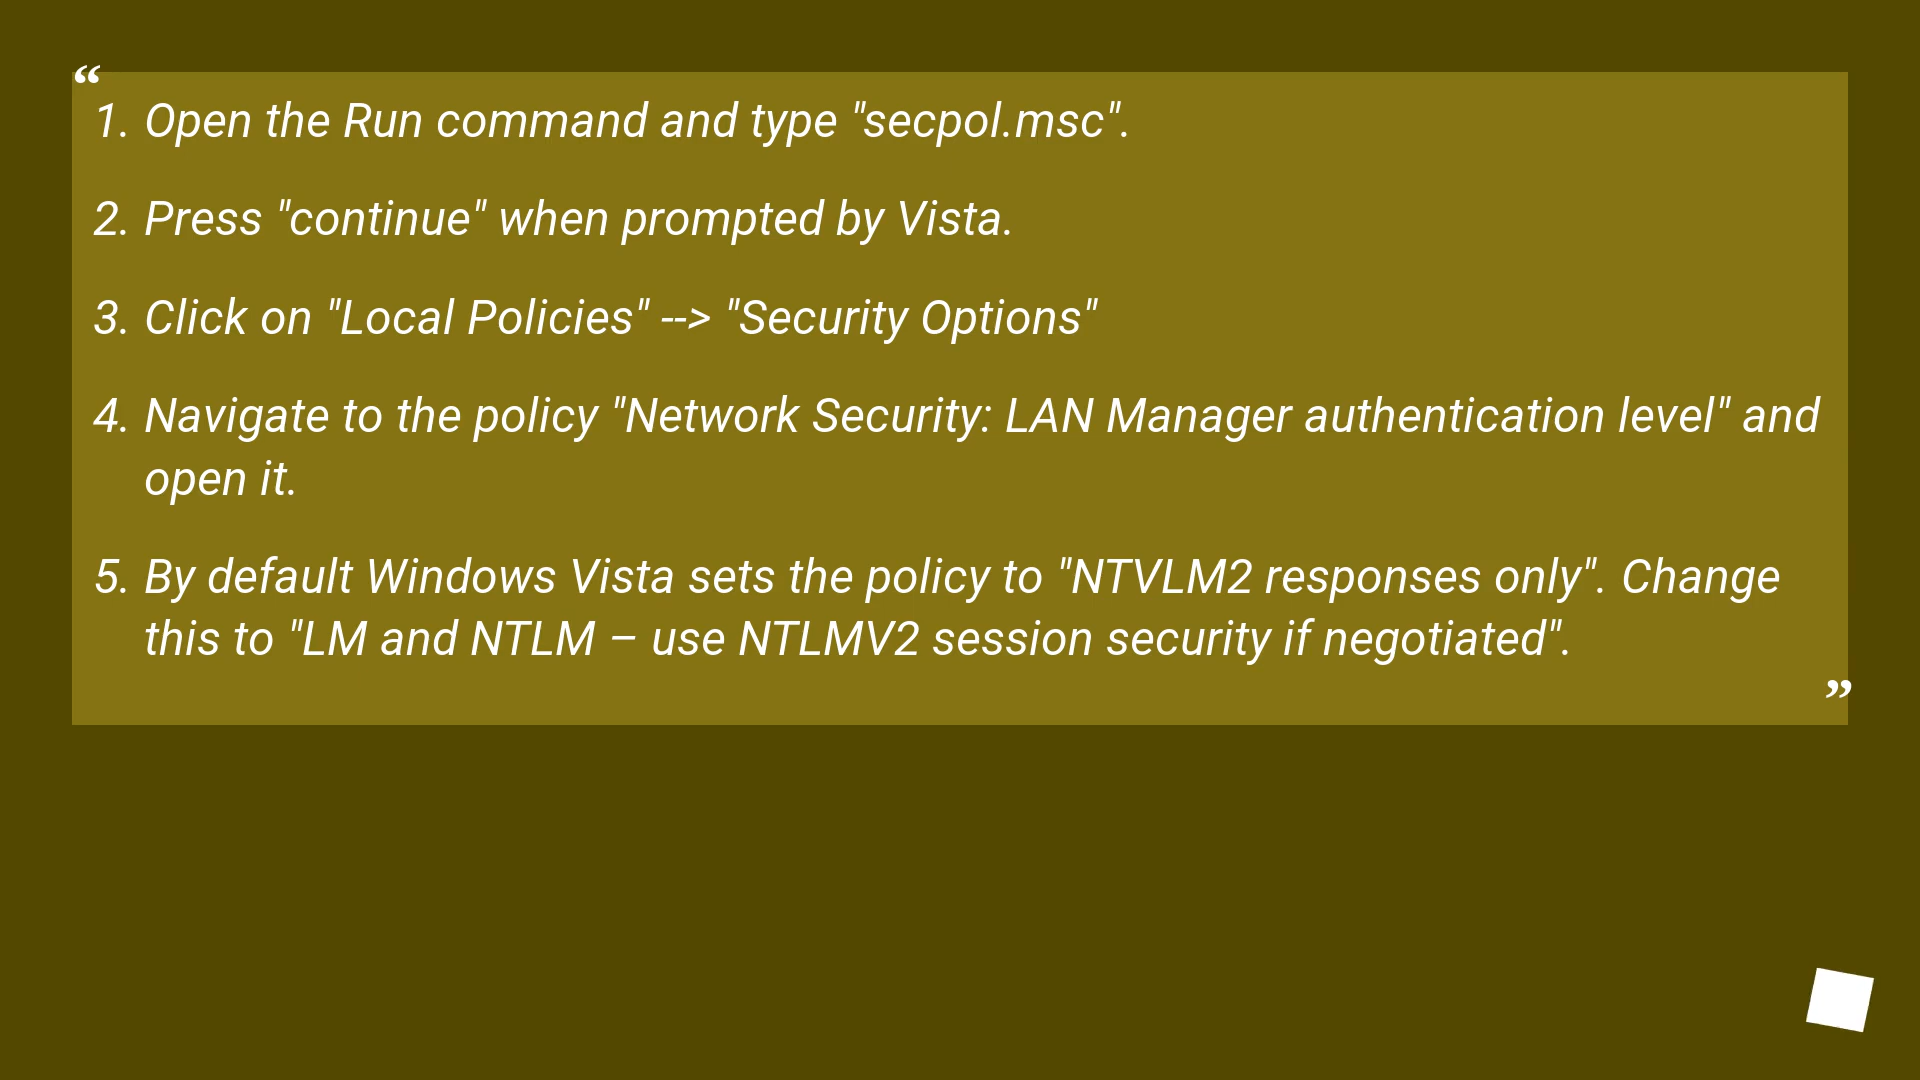 “
1. Open the Run command and type "secpol.msc".
2. Press "continue" when prompted by Vista.
3. Click on "Local Policies" --> "Security Options"
4. Navigate to the policy "Network Security: LAN Manager authentication level" and
open it.
5. By default Windows Vista sets the policy to "NTVLM2 responses only". Change
this to "LM and NTLM – use NTLMV2 session security if negotiated".
”